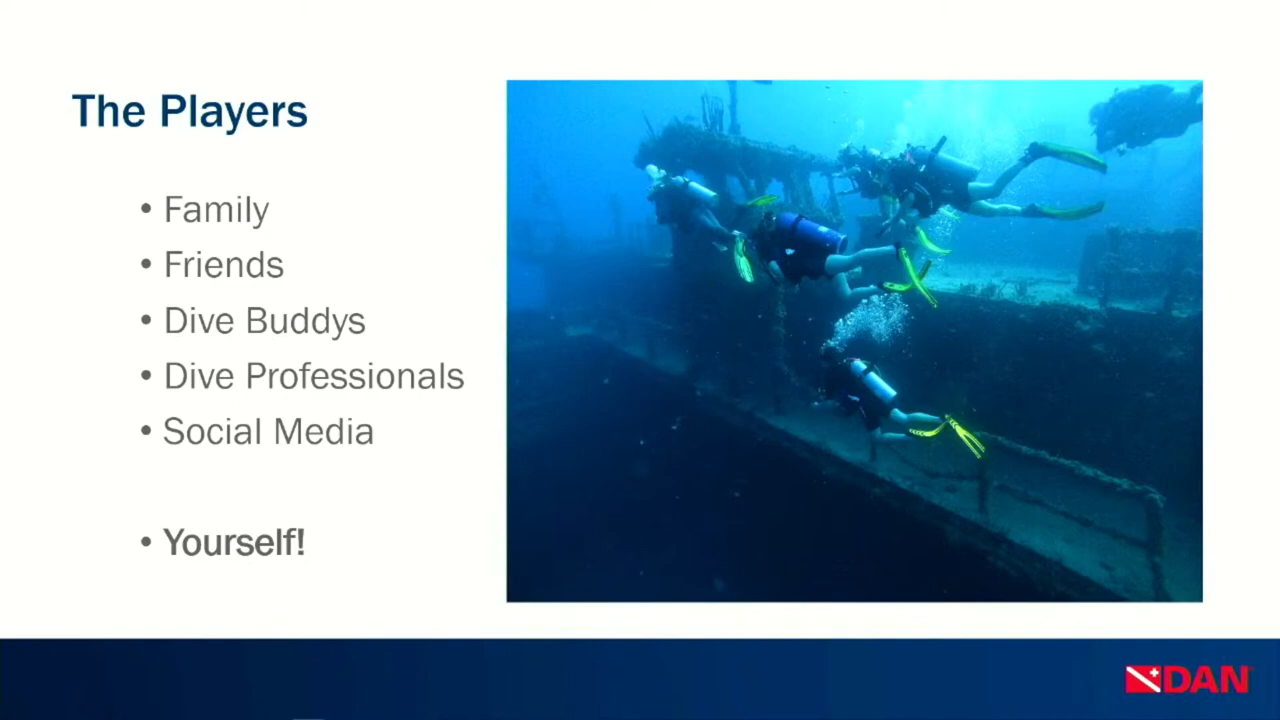 The Players
• Family
• Friends
• Dive Buddys
• Dive Professionals
• Social Media
• Yourself!
DAN